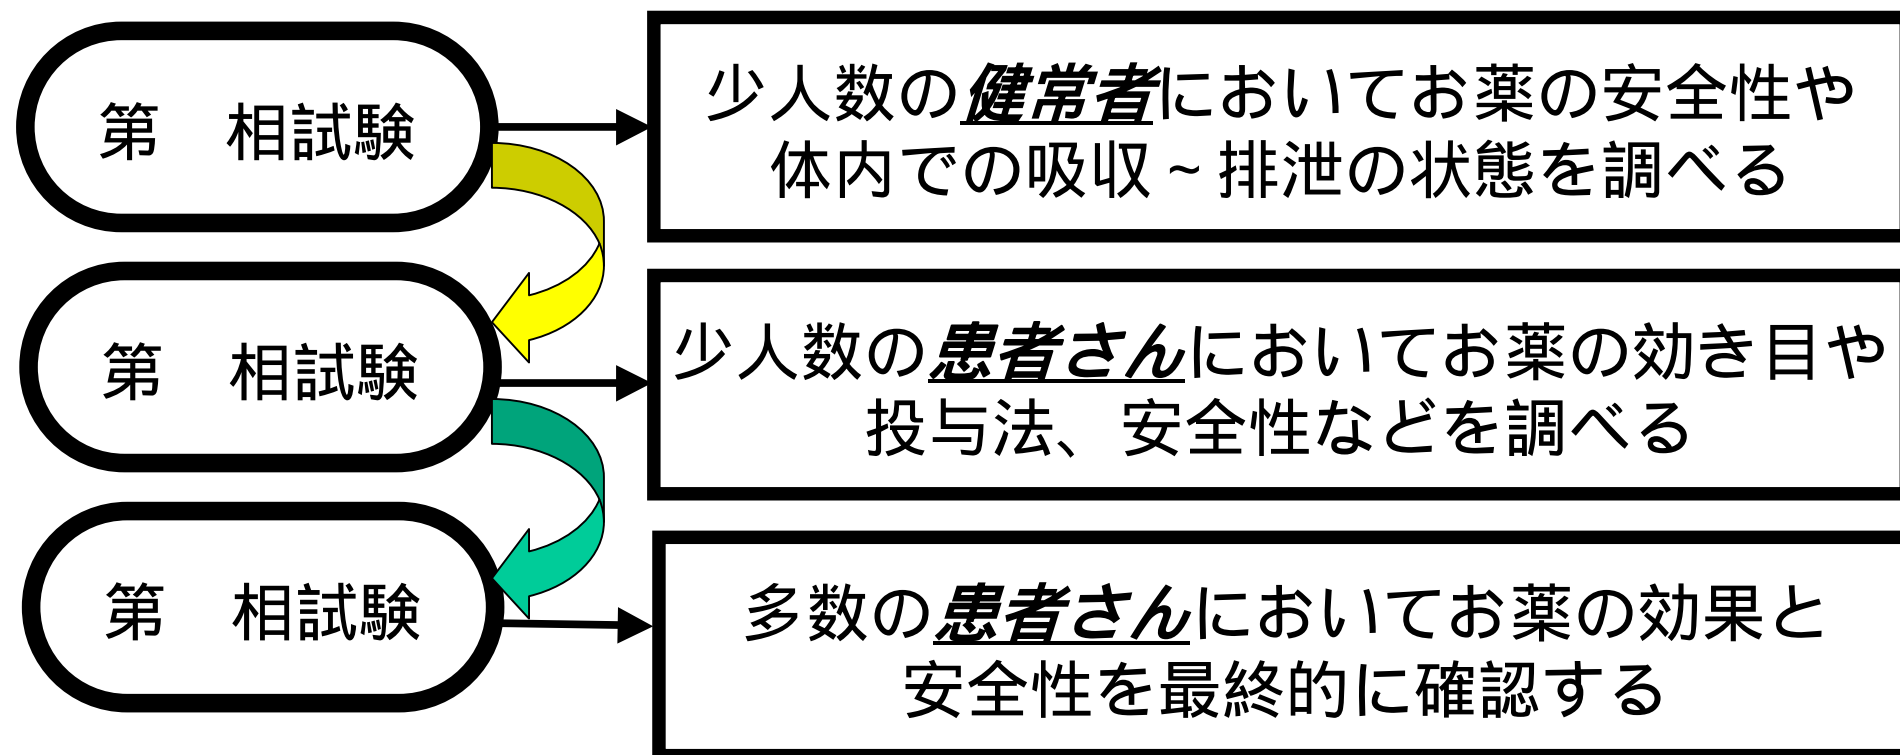 第　相試験
少人数の健常者においてお薬の安全性や
体内での吸収～排泄の状態を調べる
第　相試験
少人数の患者さんにおいてお薬の効き目や
投与法、安全性などを調べる
第　相試験
多数の患者さんにおいてお薬の効果と
安全性を最終的に確認する